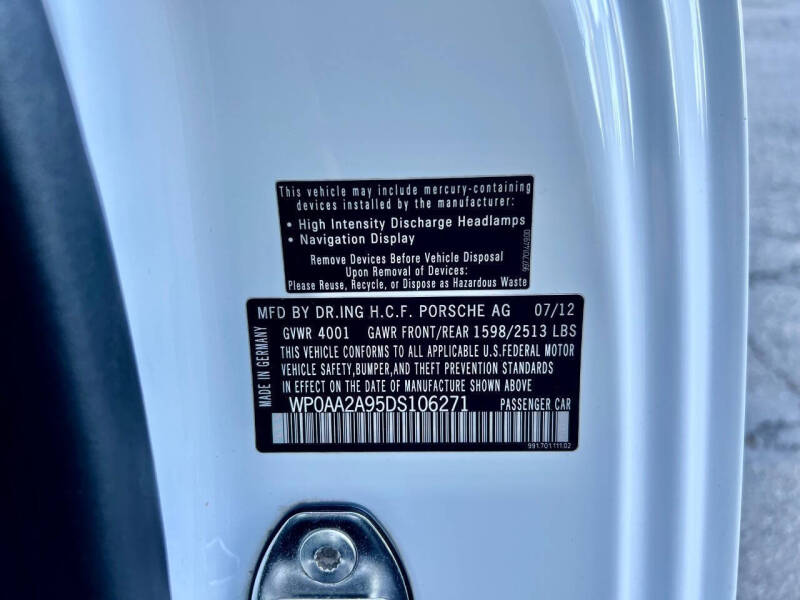 This vehicle may include mercury-containing
devices installed by the manufacturer:
• High Intensity Discharge Headlamps
• Navigation Display
Remove Devices Before Vehicle Disposal
Upon Removal of Devices:
Please Reuse, Recycle, or Dispose as Hazardous Waste
MADE IN GERMANY
MFD BY DR.ING H.C.F. PORSCHE AG 07/12
GVWR 4001 GAWR FRONT/REAR 1598/2513 LBS
THIS VEHICLE CONFORMS TO ALL APPLICABLE U.S.FEDERAL MOTOR
VEHICLE SAFETY,BUMPER,AND THEFT PREVENTION STANDARDS
IN EFFECT ON THE DATE OF MANUFACTURE SHOWN ABOVE
WP0AA2A95DS106271 PASSENGER CAR
991.701.111.02